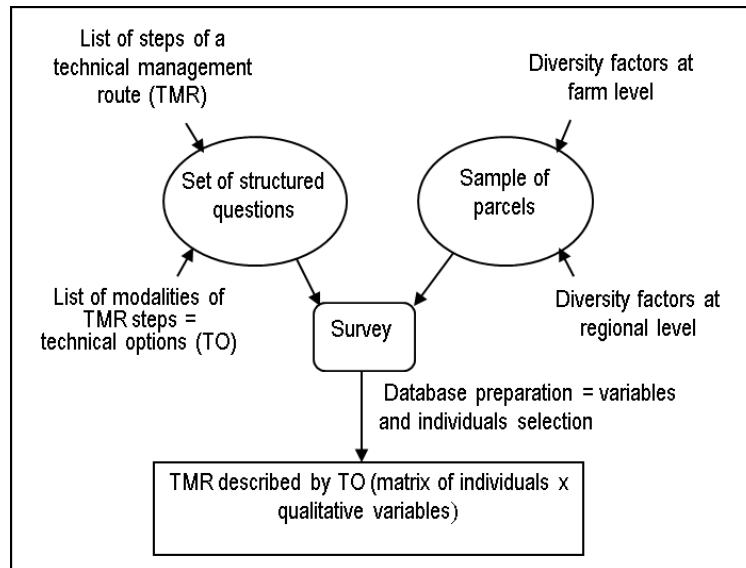 List of steps of a
technical management
route (TMR)
Diversity factors at
farm level
Set of structured
questions
Sample of
parcels
List of modalities of
TMR steps =
technical options (TO)
Diversity factors at
regional level
Survey
Database preparation = variables
and individuals selection
TMR described by TO (matrix of individuals x
qualitative variables)